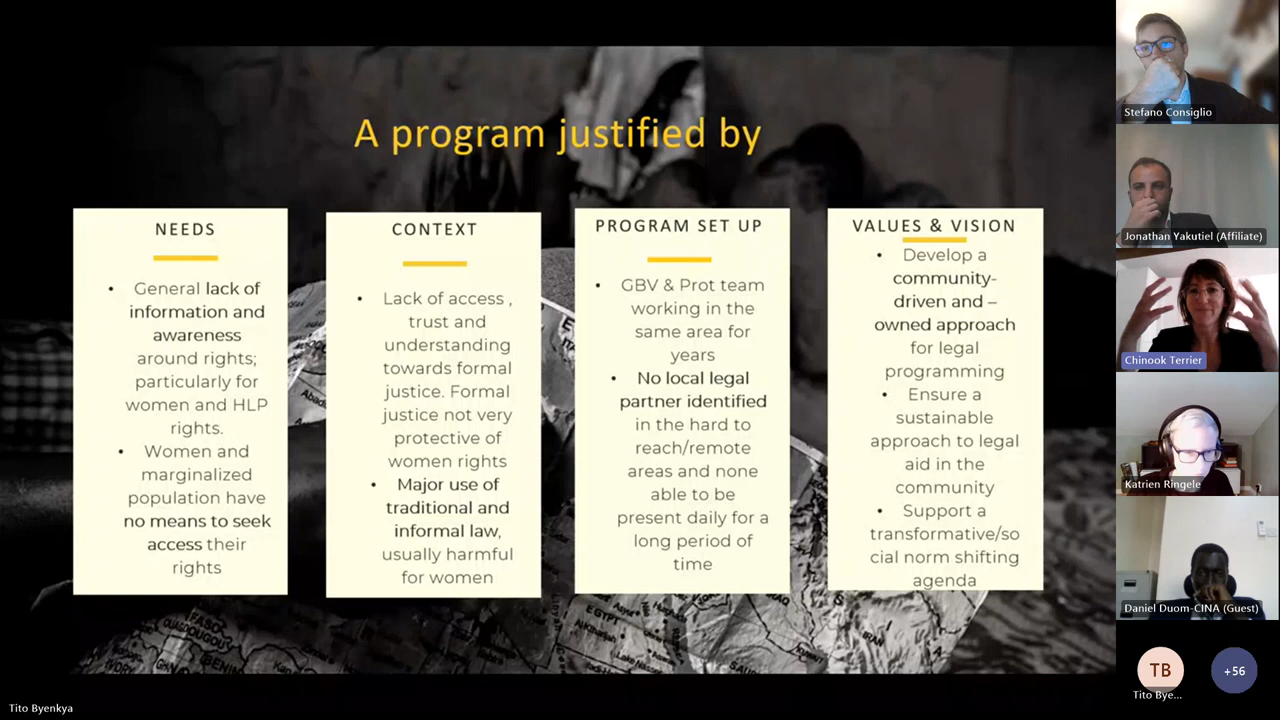 A program justified by
NEEDS
• General lack of
information and
awareness
around rights;
particularly for
women and HLP
rights.
• Women and
marginalized
population have
no means to seek
access their
rights
CONTEXT
• Lack of access ,
trust and
understanding
towards formal
justice. Formal
justice not very
protective of
women rights
• Major use of
traditional and
informal law,
usually harmful
for women
PROGRAM SET UP
• GBV & Prot team
working in the
same area for
years
• No local legal
partner identified
in the hard to
reach/remote
areas and none
able to be
present daily for a
long period of
time
VALUES & VISION
• Develop a
community-
driven and –
owned approach
for legal
programming
• Ensure a
sustainable
approach to legal
aid in the
community
• Support a
transformative/so
cial norm shifting
agenda
EGYPT
IRAN
BENIN
Stefano Consiglio
Jonathan Yakutiel (Affiliate)
Chinook Terrier
Katrien Ringele
Daniel Duom-CINA (Guest)
TB
Tito Bye...
+56
Tito Byenkya